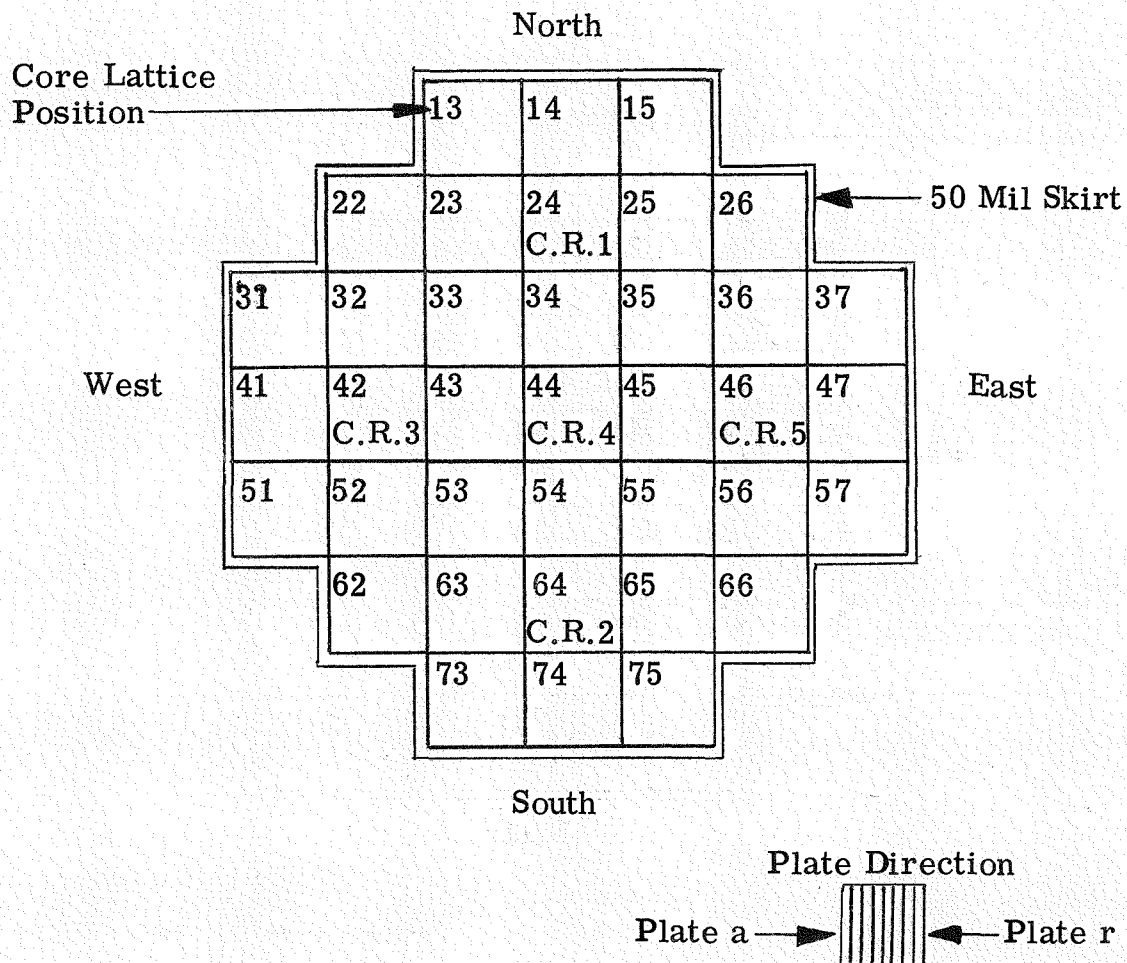 North
Core Lattice
Position
13 14 15
22 23 24 25 26
C.R.1
50 Mil Skirt
31 32 33 34 35 36 37
West
41 42 43 44 45 46 47
C.R.3 C.R.4 C.R.5
East
51 52 53 54 55 56 57
62 63 64 65 66
C.R.2
73 74 75
South
Plate Direction
Plate a
Plate r